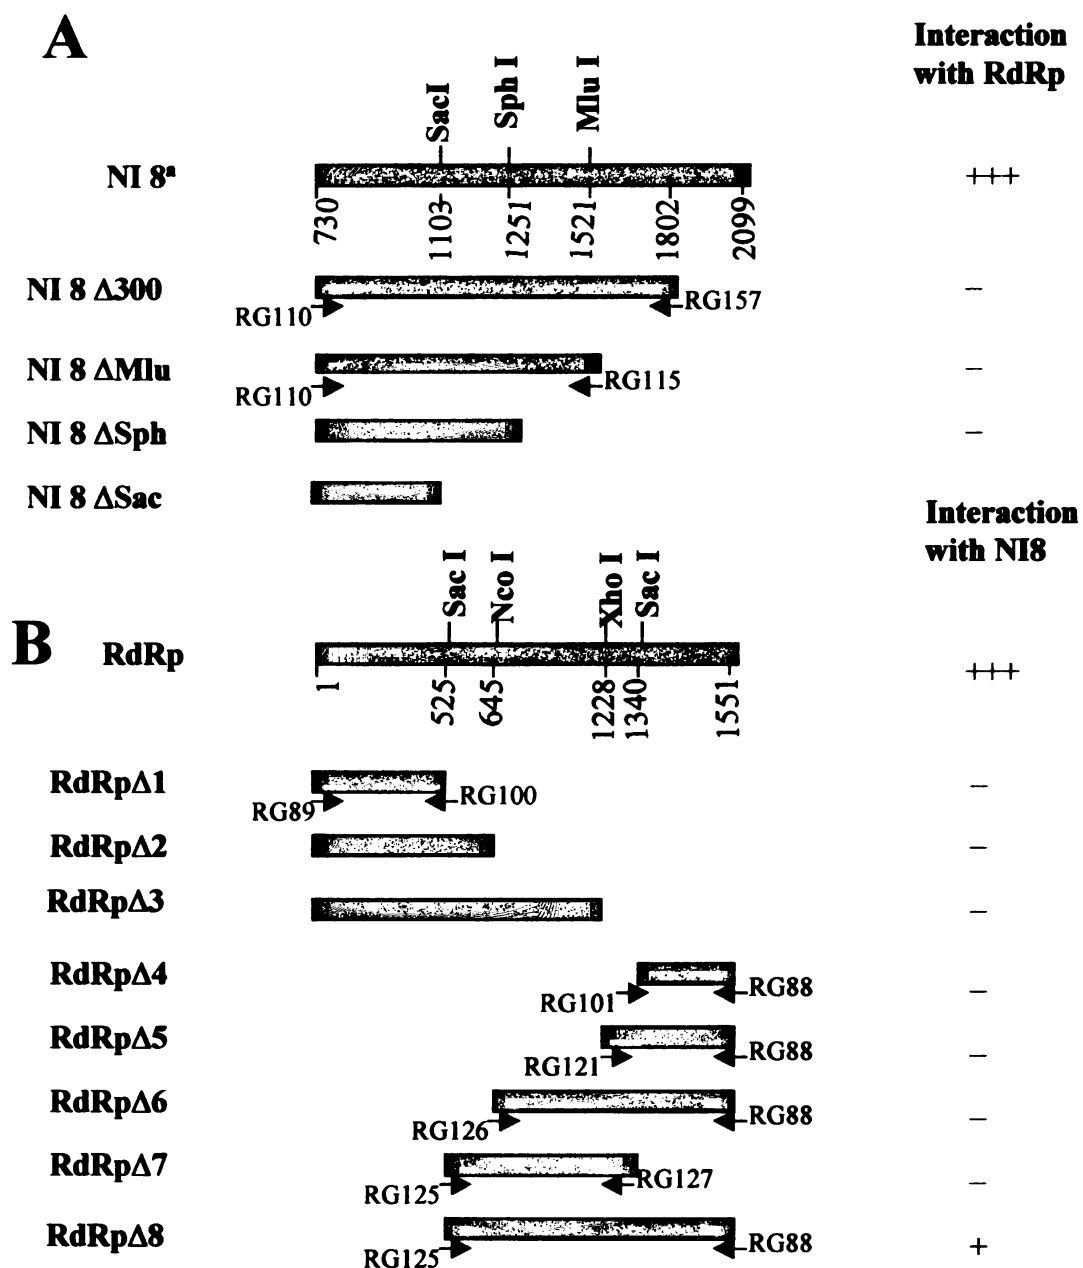 A
Interaction
with RdRp
SacI
Sph I
Mlu I
NI 8ª
+++
730
1103
1251
1521
1802
2099
NI 8 Δ300
–
RG110
RG157
NI 8 ΔMlu
–
RG110
RG115
NI 8 ΔSph
–
NI 8 ΔSac
Interaction
with NI8
Sac I
Nco I
Xho I
Sac I
B
RdRp
+++
1
525
645
1228
1340
1551
RdRpΔ1
–
RG89
RG100
RdRpΔ2
–
RdRpΔ3
–
RdRpΔ4
–
RG101
RG88
RdRpΔ5
–
RG121
RG88
RdRpΔ6
–
RG126
RG88
RdRpΔ7
–
RG125
RG127
RdRpΔ8
+
RG125
RG88